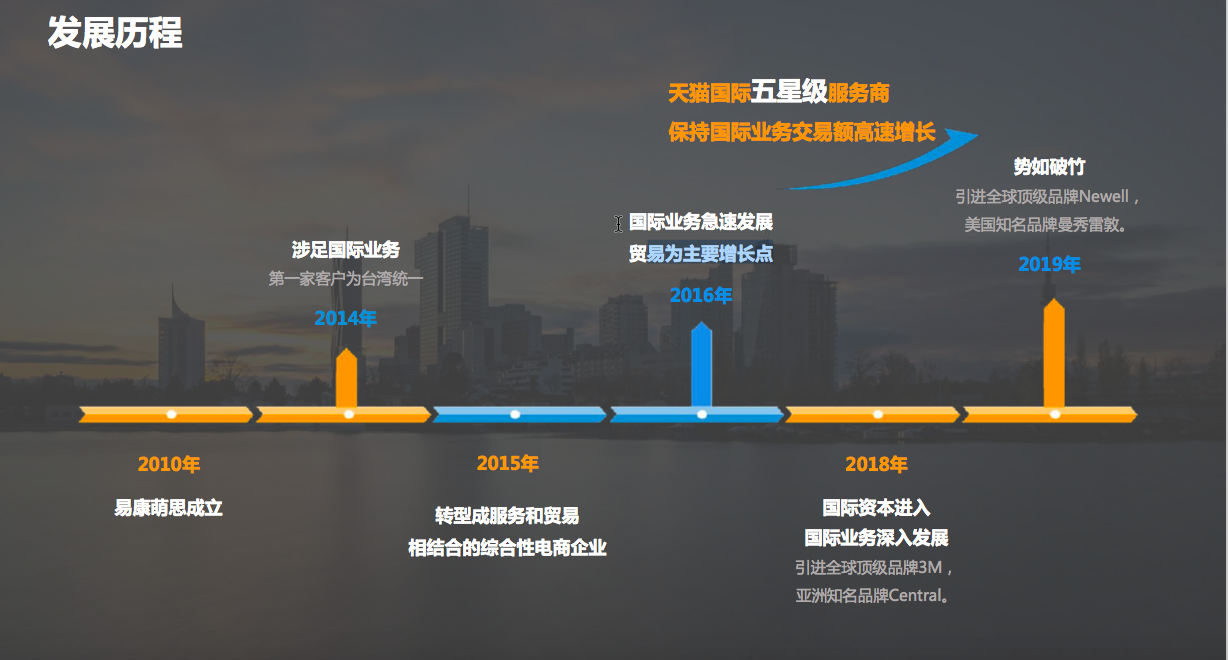 发展历程
天猫国际五星级服务商
保持国际业务交易额高速增长
势如破竹
引进全球顶级品牌Newell，
美国知名品牌曼秀雷敦。
2019年
国际业务急速发展
贸易为主要增长点
2016年
涉足国际业务
第一家客户为台湾统一
2014年
2010年
易康萌思成立
2015年
转型成服务和贸易
相结合的综合性电商企业
2018年
国际资本进入
国际业务深入发展
引进全球顶级品牌3M，
亚洲知名品牌Central。